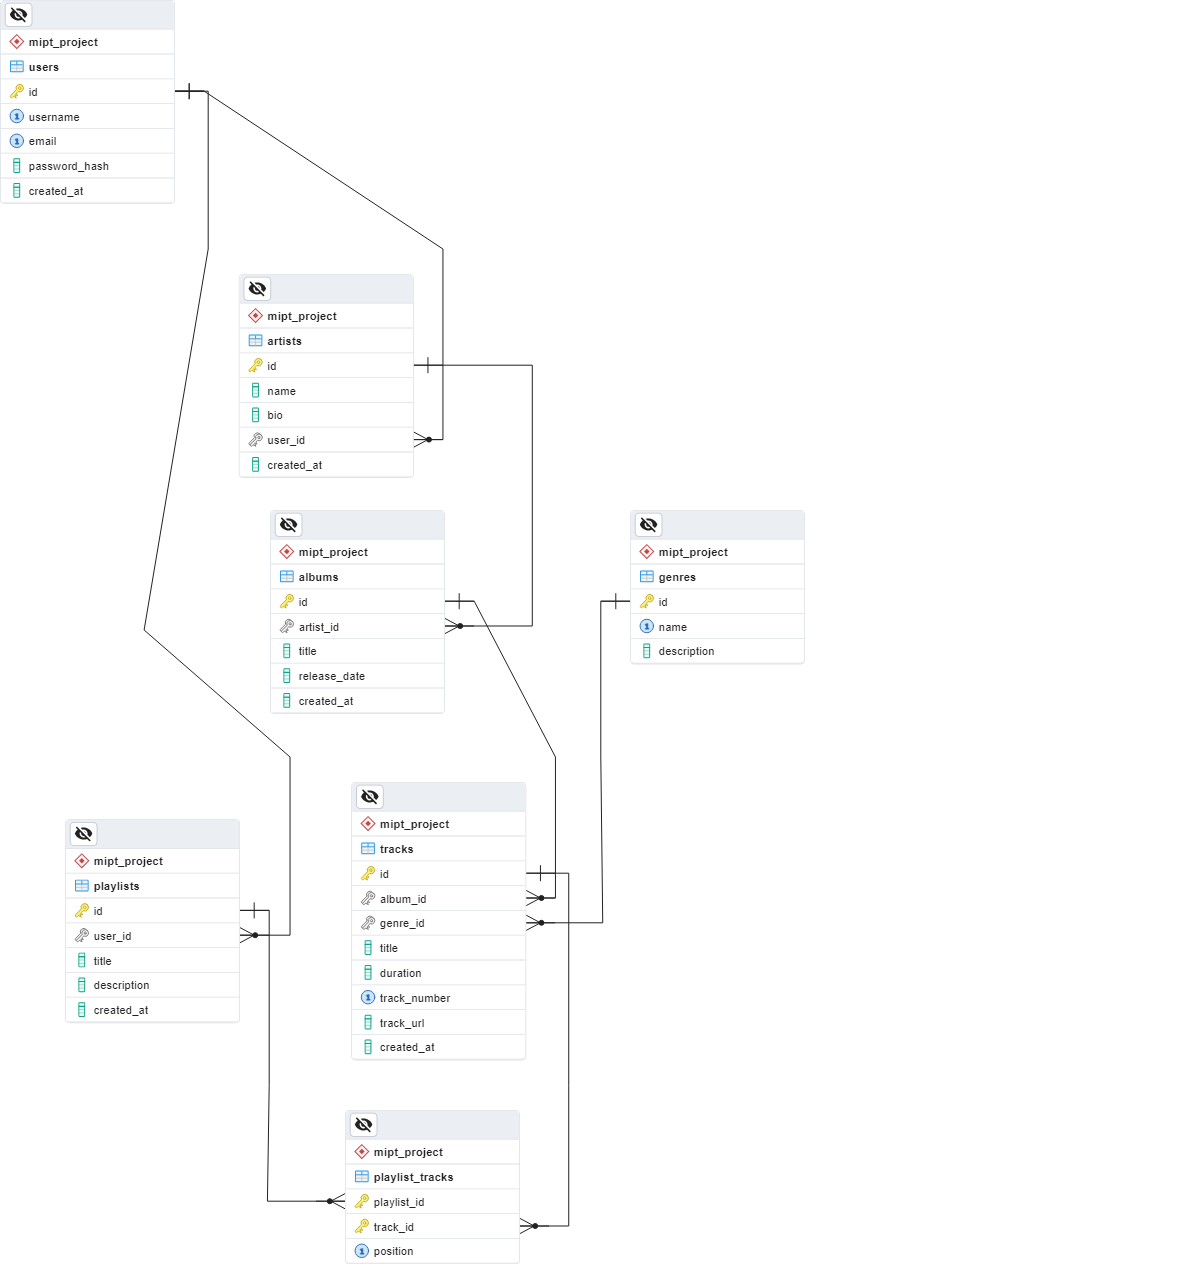 mipt_project
users
id
username
email
password_hash
created_at
mipt_project
artists
id
name
bio
user_id
created_at
mipt_project
albums
id
artist_id
title
release_date
created_at
mipt_project
genres
id
name
description
mipt_project
tracks
id
album_id
genre_id
title
duration
track_number
track_url
created_at
mipt_project
playlists
id
user_id
title
description
created_at
mipt_project
playlist_tracks
playlist_id
track_id
position